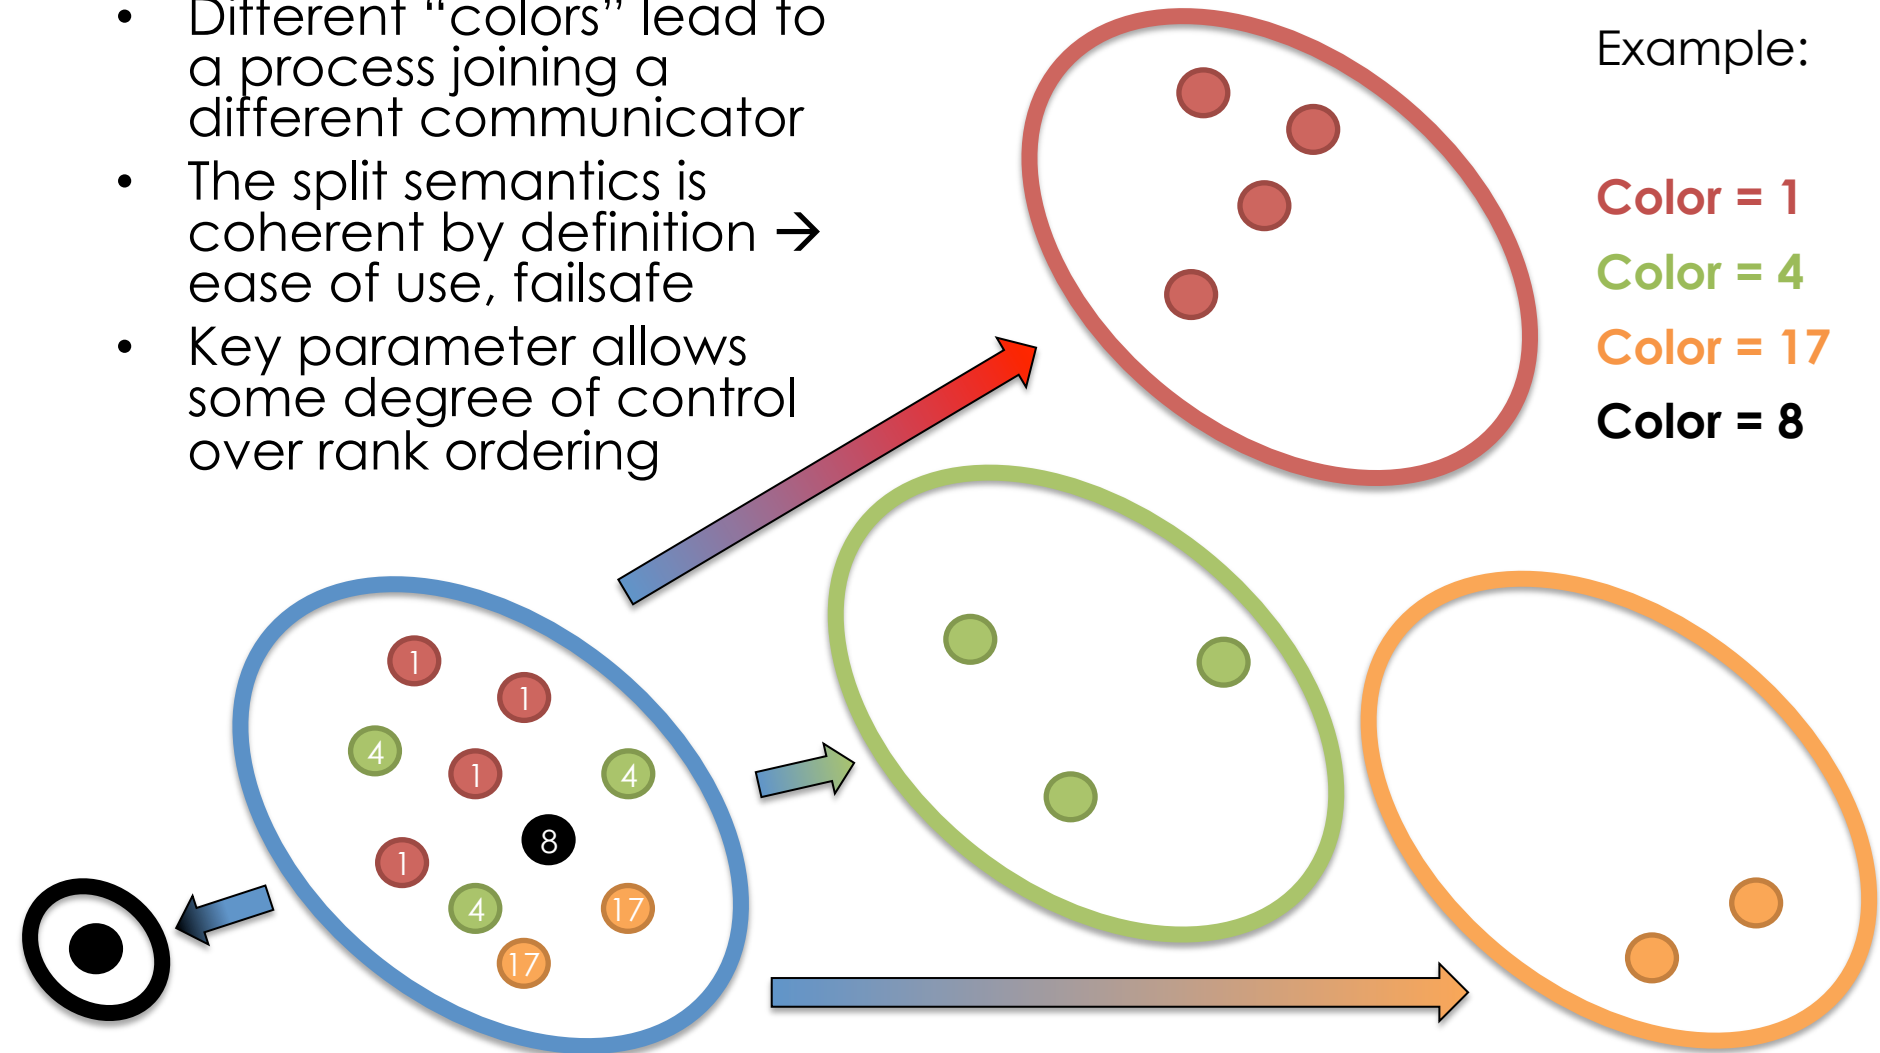 • Different “colors” lead to
a process joining a
different communicator
• The split semantics is
coherent by definition →
ease of use, failsafe
• Key parameter allows
some degree of control
over rank ordering
Example:
Color = 1
Color = 4
Color = 17
Color = 8
1
1
4
1
4
8
1
4
17
17